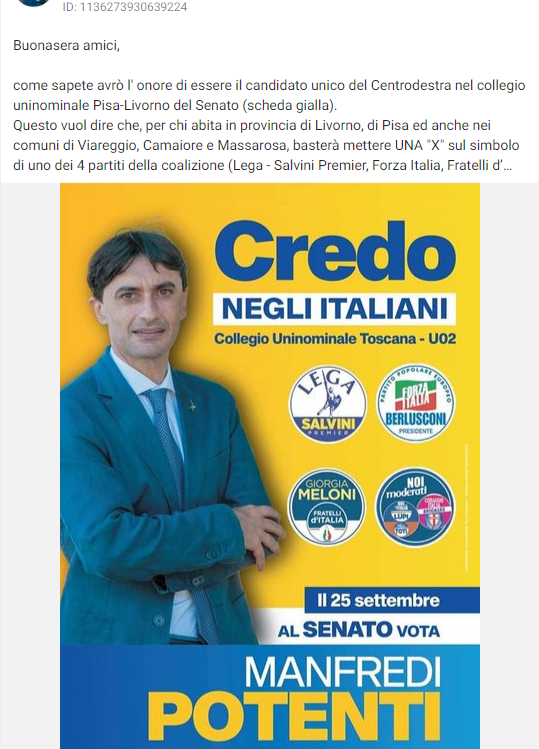 ID: 1136273930639224
Buonasera amici,
come sapete avrò l' onore di essere il candidato unico del Centrodestra nel collegio
uninominale Pisa-Livorno del Senato (scheda gialla).
Questo vuol dire che, per chi abita in provincia di Livorno, di Pisa ed anche nei
comuni di Viareggio, Camaiore e Massarosa, basterà mettere UNA "X" sul simbolo
di uno dei 4 partiti della coalizione (Lega - Salvini Premier, Forza Italia, Fratelli d'...
Credo
NEGLI ITALIANI
Collegio Uninominale Toscana - U02
LEGA
SALVINI
PREMIER
PARTITO POPOLARE EUROPEO
FORZA
ITALIA
BERLUSCONI
PRESIDENTE
GIORGIA
MELONI
FRATELLI
d'ITALIA
NOI
moderati
LUPI
CORAGGIO
ITALIA
BRUGNARO
Il 25 settembre
AL SENATO VOTA
MANFREDI
POTENTI